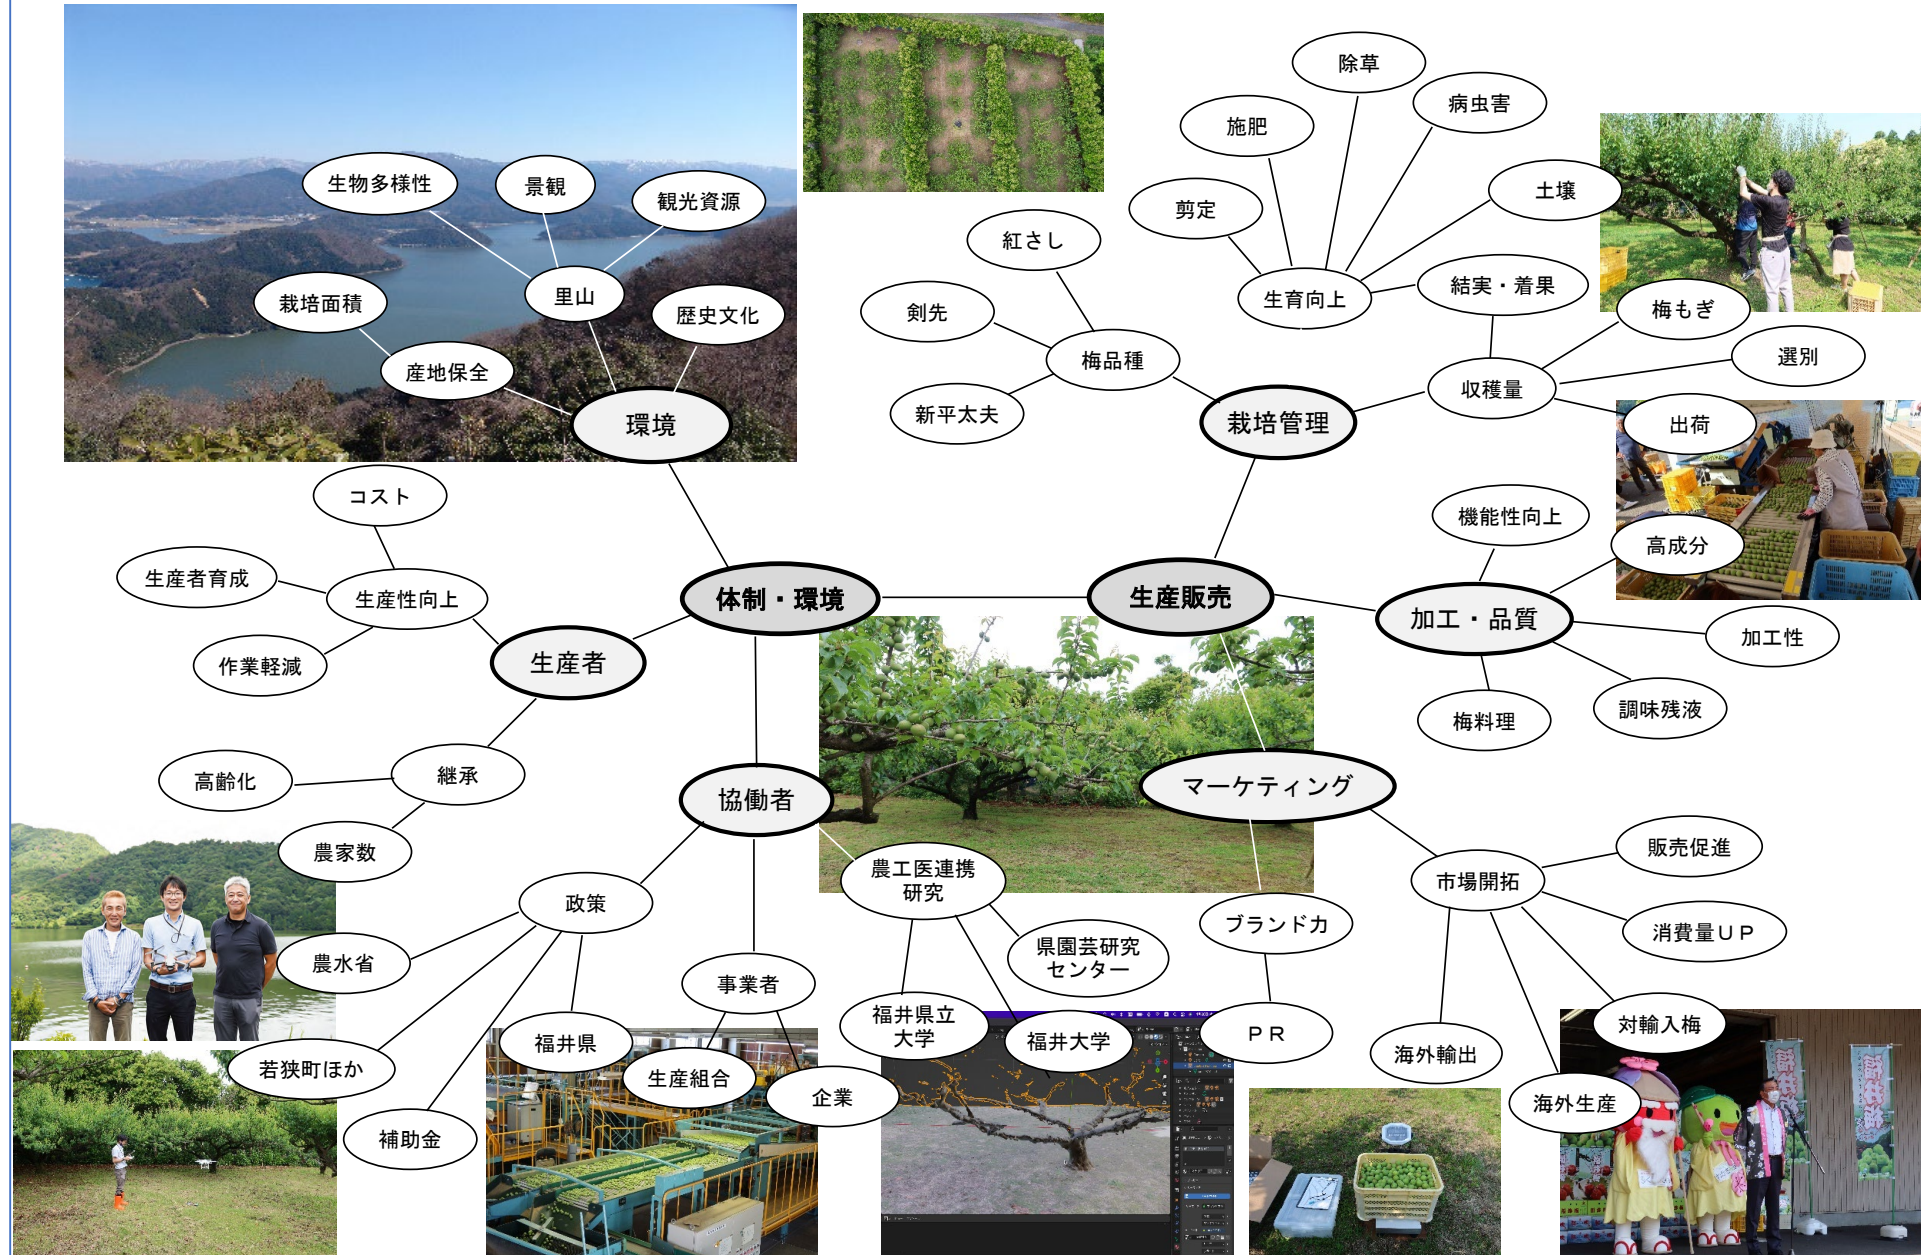 除草
病虫害
施肥
生物多様性
景観
観光資源
土壌
剪定
紅さし
里山
栽培面積
歴史文化
生育向上
結実・着果
剣先
梅もぎ
産地保全
梅品種
選別
収穫量
新平太夫
環境
栽培管理
出荷
コスト
機能性向上
高成分
生産者育成
生産性向上
体制・環境
生産販売
加工・品質
加工性
作業軽減
生産者
梅料理
調味残液
高齢化
継承
協働者
マーケティング
農家数
販売促進
農工医連携
研究
市場開拓
政策
ブランド力
消費量UP
農水省
県園芸研究
センター
事業者
福井県立
大学
福井県
福井大学
PR
対輸入梅
海外輸出
若狭町ほか
生産組合
企業
海外生産
補助金